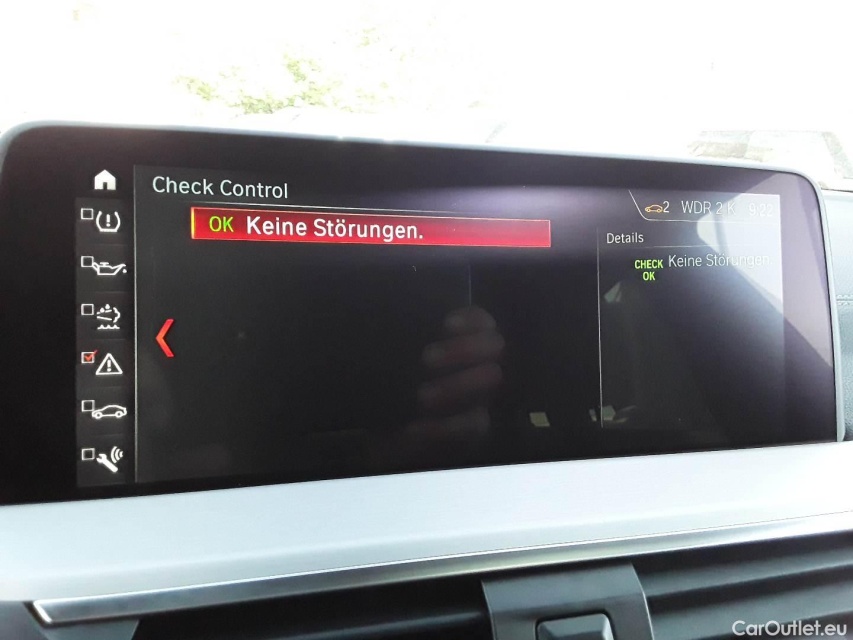 Check Control
OK Keine Störungen.
2 WDR 2 K 9:22
Details
CHECK OK Keine Störungen.
CarOutlet.eu